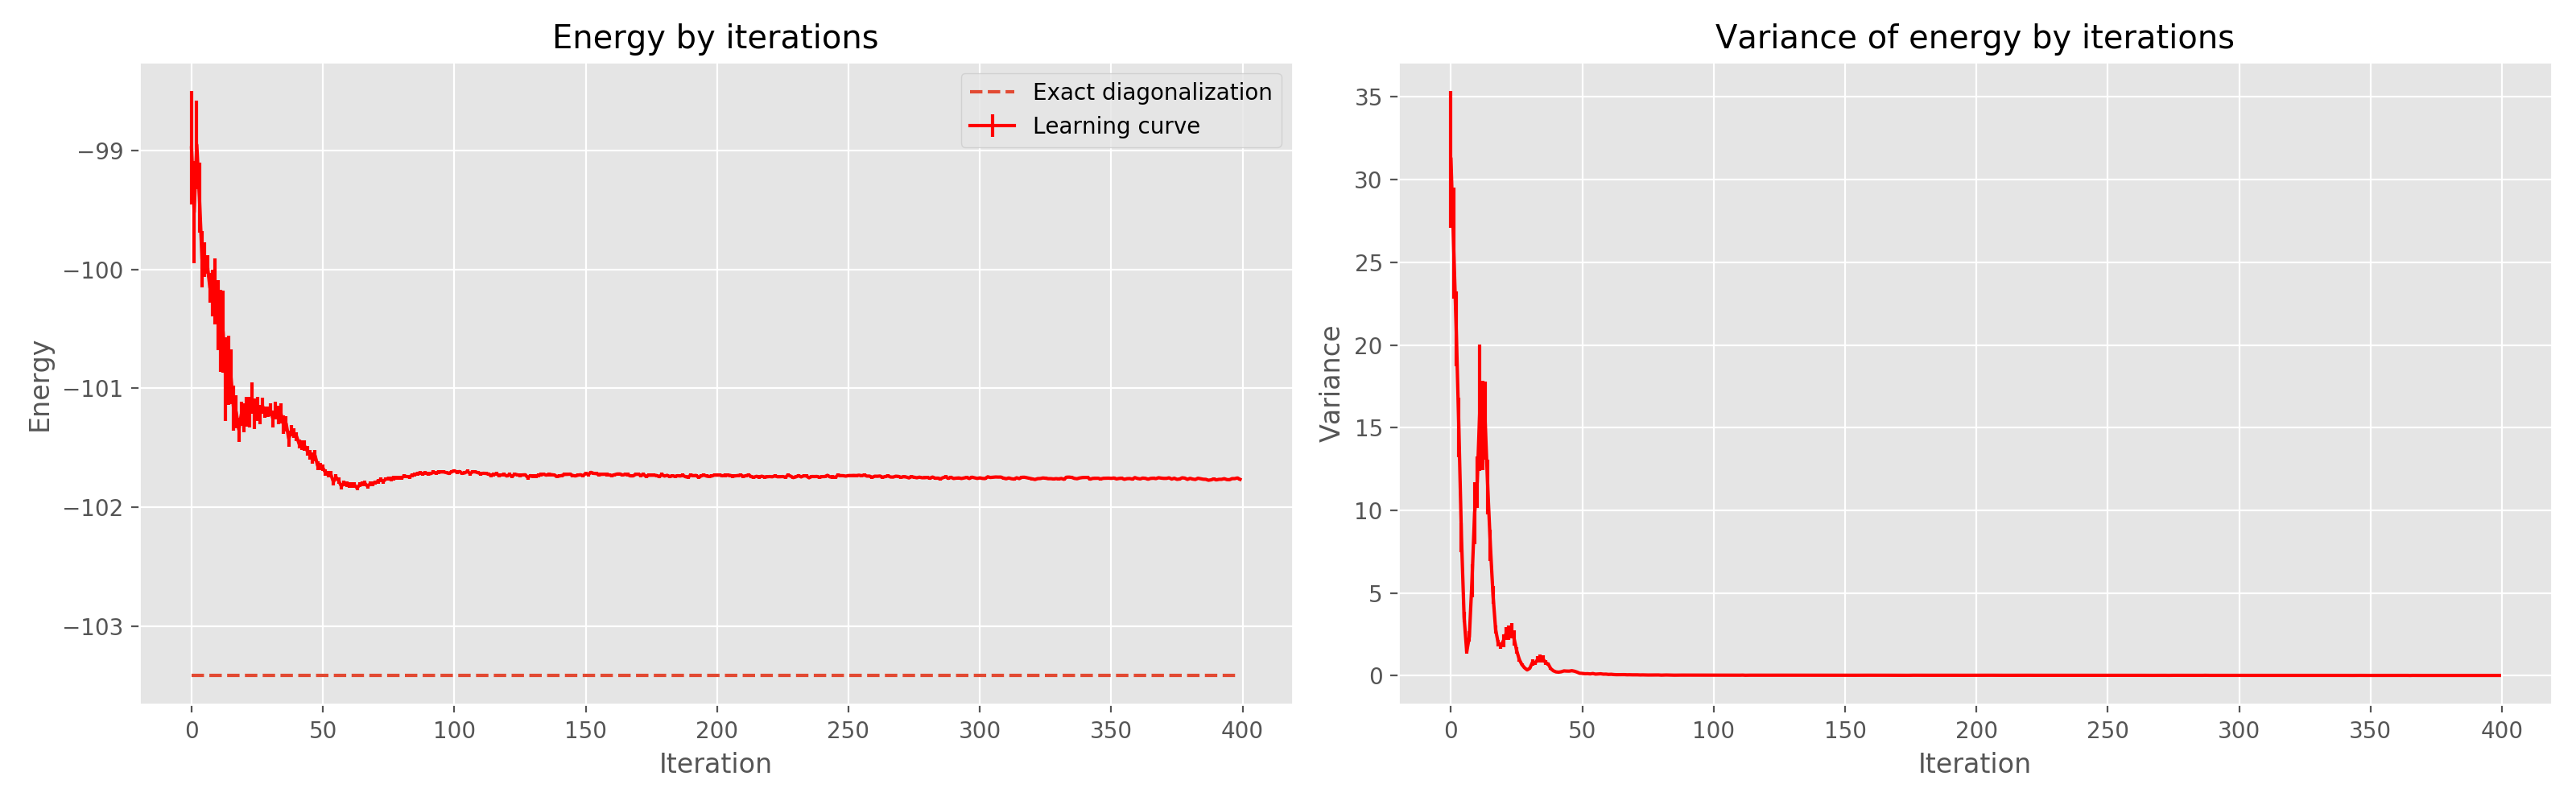 Energy by iterations
Exact diagonalization
Learning curve
−99
−100
−101
−102
−103
Energy
0 50 100 150 200 250 300 350 400
Iteration
Variance of energy by iterations
35
30
25
20
15
10
5
0
Variance
0 50 100 150 200 250 300 350 400
Iteration